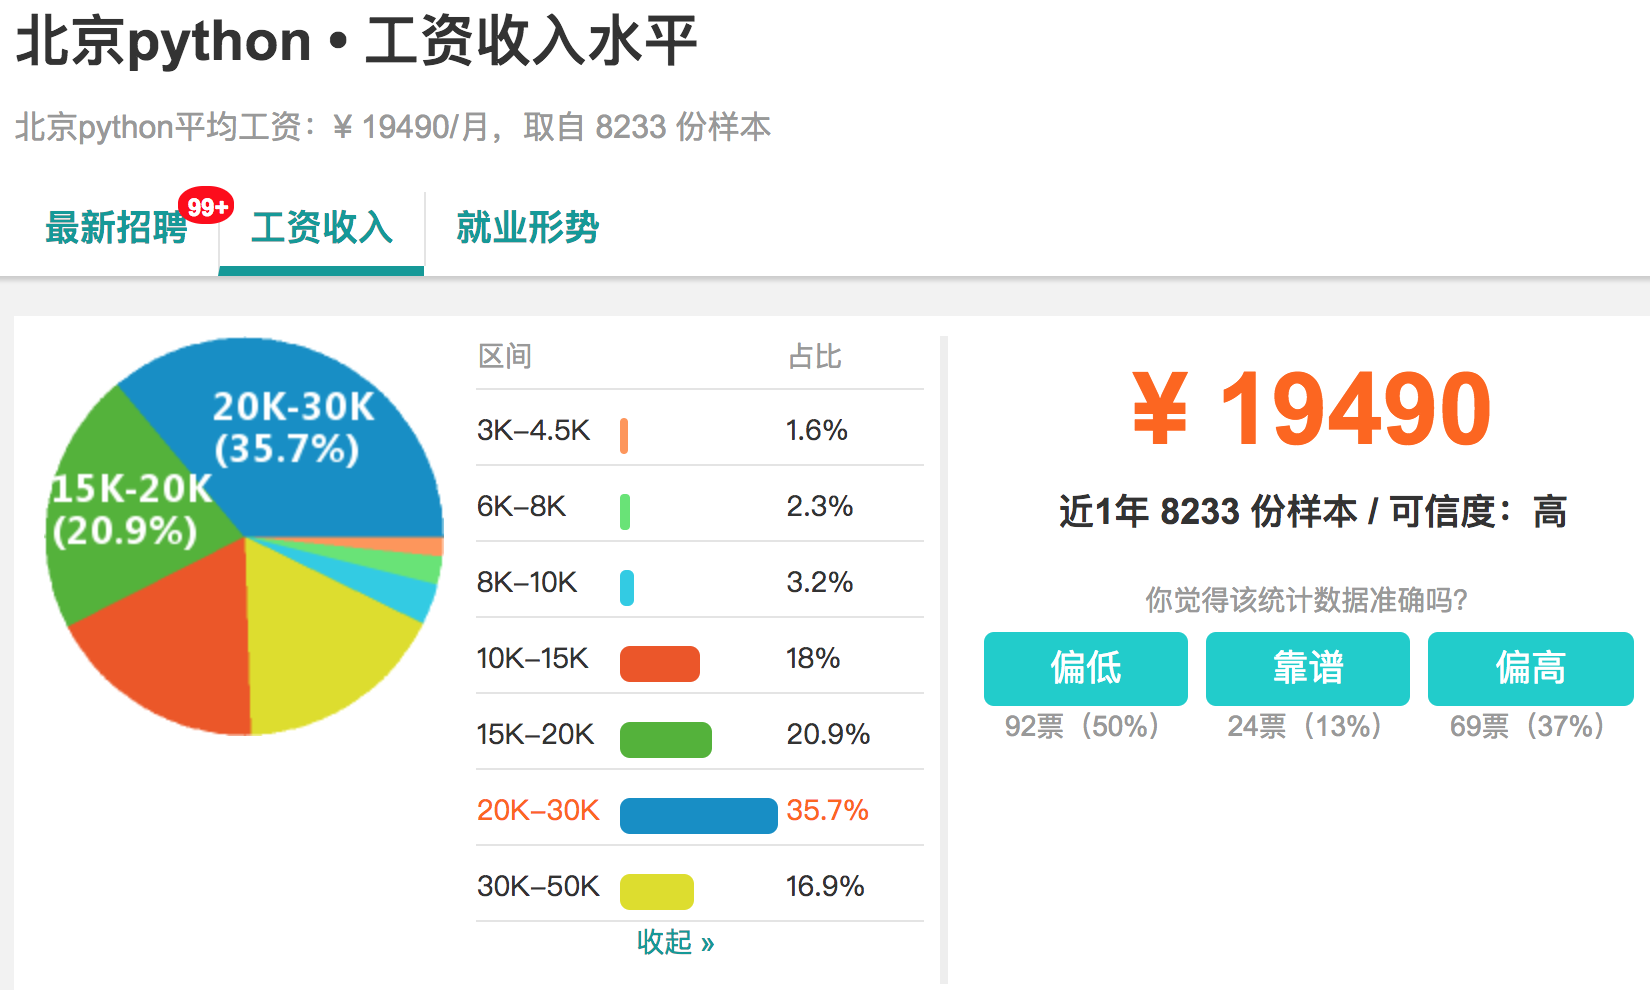 北京python • 工资收入水平
北京python平均工资：¥ 19490/月，取自 8233 份样本
最新招聘 99+ 工资收入 就业形势
20K-30K
(35.7%)
15K-20K
(20.9%)
区间 占比
3K–4.5K 1.6%
6K–8K 2.3%
8K–10K 3.2%
10K–15K 18%
15K–20K 20.9%
20K–30K 35.7%
30K–50K 16.9%
收起 »
¥ 19490
近1年 8233 份样本 / 可信度：高
你觉得该统计数据准确吗?
偏低 靠谱 偏高
92票（50%） 24票（13%） 69票（37%）